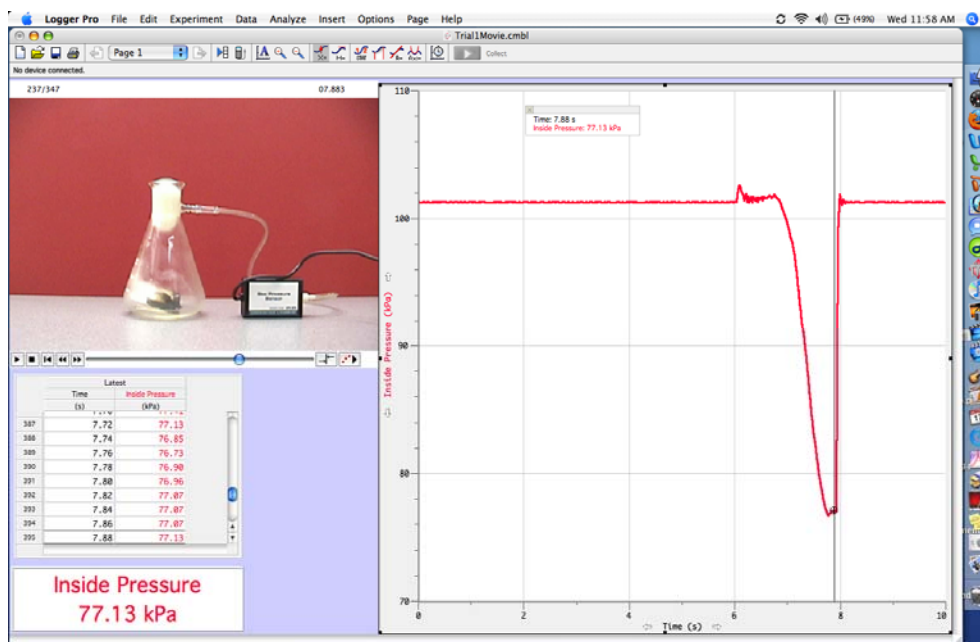 Logger Pro File Edit Experiment Data Analyze Insert Options Page Help (49%) Wed 11:58 AM
Trial1Movie.cmbl
Page 1 Collect
No device connected.
237/347 07.883
Gas Pressure
Sensor
Latest
Time Inside Pressure
(s) (kPa)
387 7.72 77.13
388 7.74 76.85
389 7.76 76.73
390 7.78 76.90
391 7.80 76.96
392 7.82 77.07
393 7.84 77.07
394 7.86 77.07
395 7.88 77.13
Inside Pressure
77.13 kPa
Time: 7.88 s
Inside Pressure: 77.13 kPa
110
100
90
80
70
Inside Pressure (kPa)
0 2 4 6 8 10
Time (s)